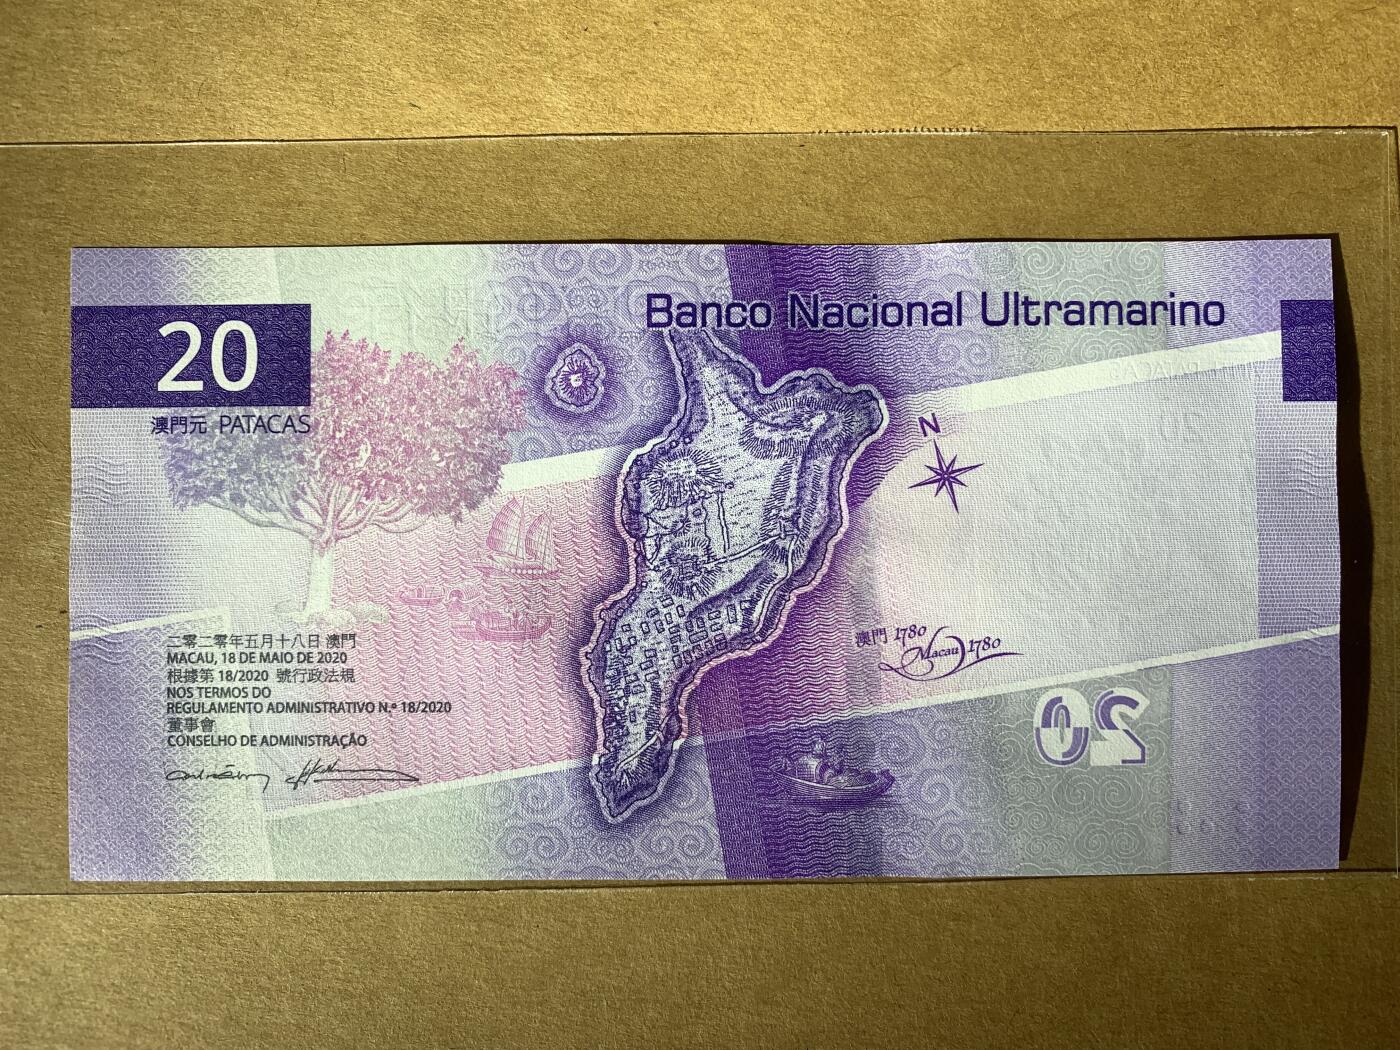 Banco Nacional Ultramarino
20
澳門元 PATACAS
N
澳門 1780
Macau 1780
二零二零年五月十八日 澳門
MACAU, 18 DE MAIO DE 2020
根據第 18/2020 號行政法規
NOS TERMOS DO
REGULAMENTO ADMINISTRATIVO N.º 18/2020
董事會
CONSELHO DE ADMINISTRAÇÃO
20